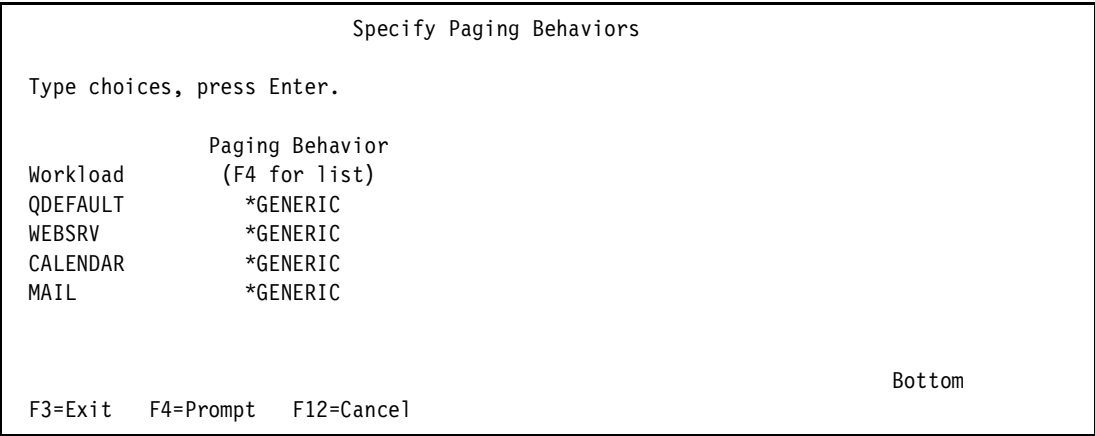 Specify Paging Behaviors
Type choices, press Enter.
Paging Behavior
Workload (F4 for list)
QDEFAULT *GENERIC
WEBSRV *GENERIC
CALENDAR *GENERIC
MAIL *GENERIC
Bottom
F3=Exit F4=Prompt F12=Cancel